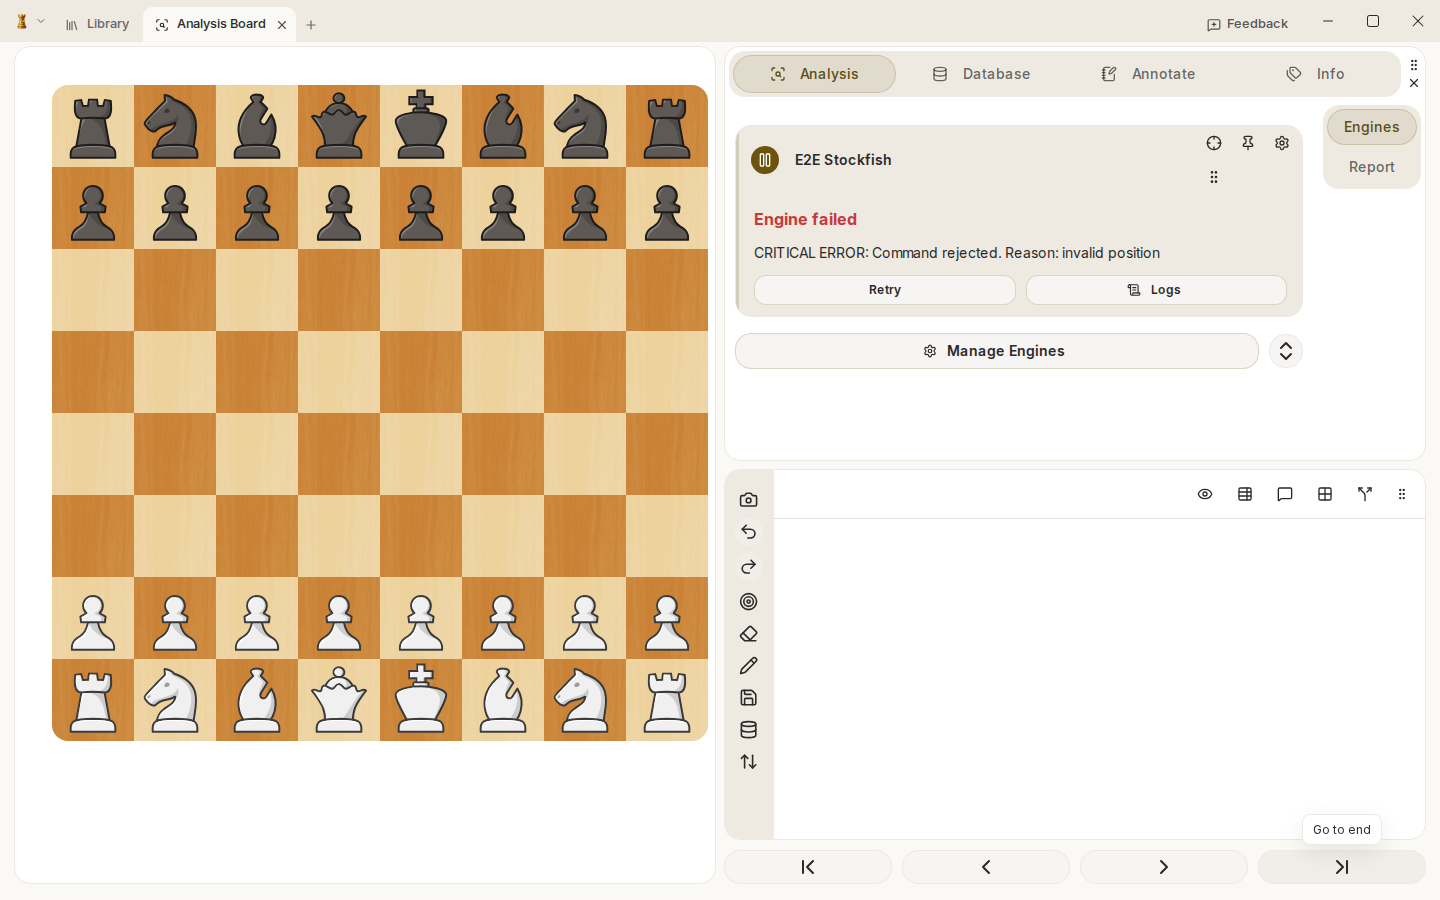 Library
Analysis Board
Feedback
Analysis
Database
Annotate
Info
Engines
Report
E2E Stockfish
Engine failed
CRITICAL ERROR: Command rejected. Reason: invalid position
Retry
Logs
Manage Engines
Go to end